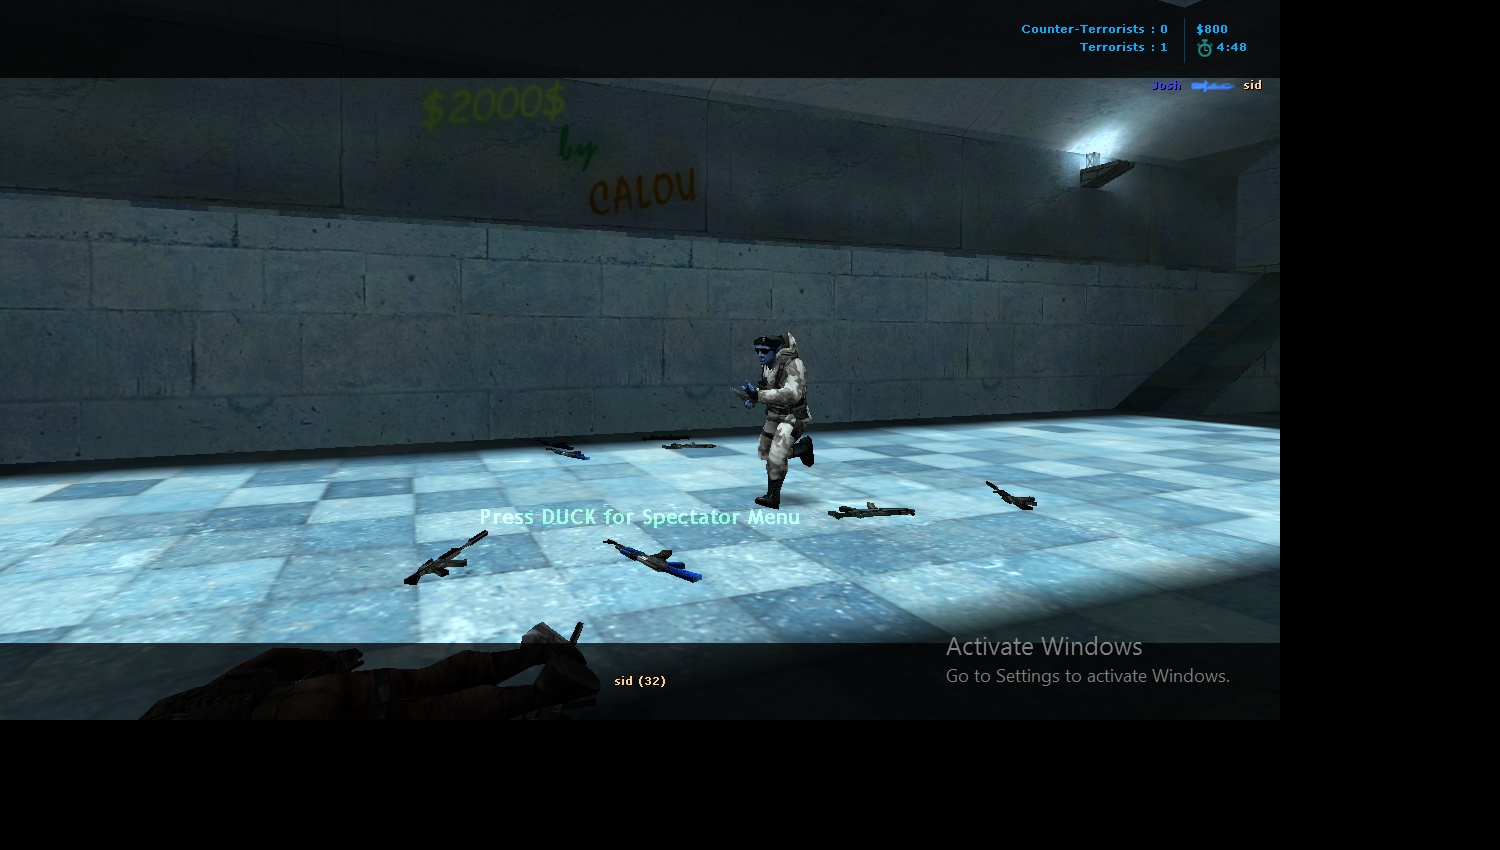 Counter-Terrorists : 0 $800
Terrorists : 1 4:48
Josh sid
$2000$
by
CALOU
Press DUCK for Spectator Menu
Activate Windows
Go to Settings to activate Windows.
sid (32)